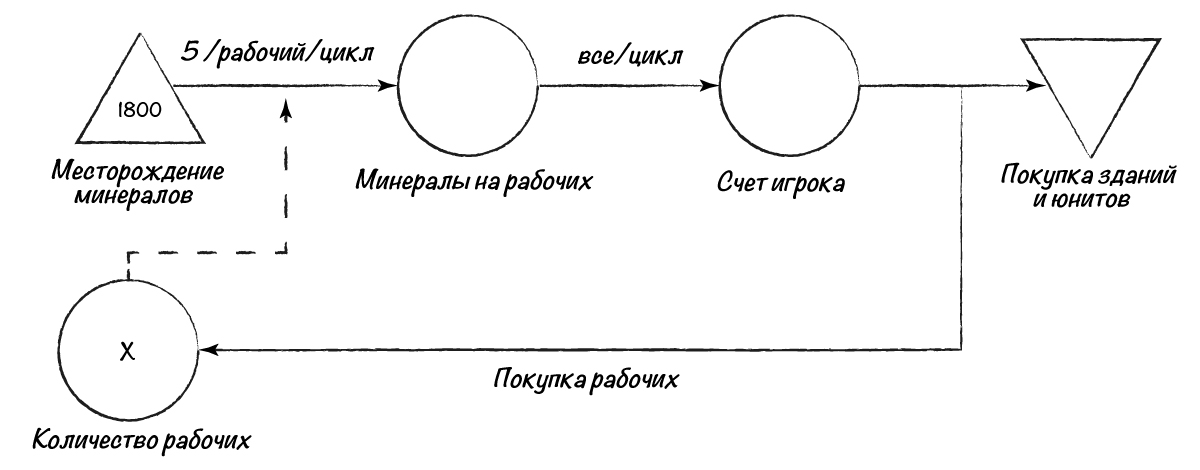 5 /рабочий/цикл
все/цикл
1800
Месторождение
минералов
Минералы на рабочих
Счет игрока
Покупка зданий
и юнитов
X
Покупка рабочих
Количество рабочих